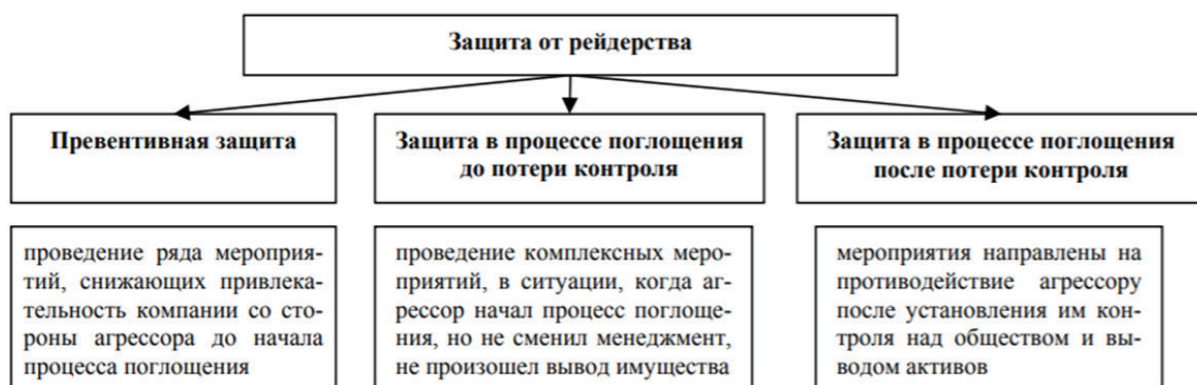 Защита от рейдерства
Превентивная защита
Защита в процессе поглощения
до потери контроля
Защита в процессе поглощения
после потери контроля
проведение ряда мероприя-
тий, снижающих привлека-
тельность компании со сто-
роны агрессора до начала
процесса поглощения
проведение комплексных меро-
приятий, в ситуации, когда аг-
рессор начал процесс поглоще-
ния, но не сменил менеджмент,
не произошел вывод имущества
мероприятия направлены на
противодействие агрессору
после установления им кон-
троля над обществом и вы-
водом активов